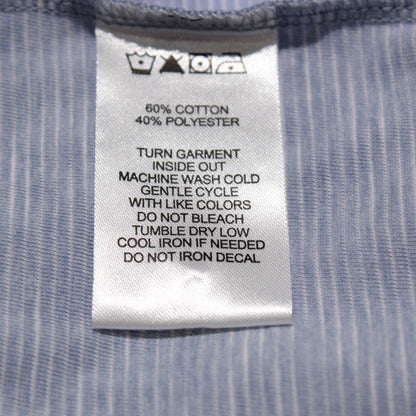 60% COTTON
40% POLYESTER
TURN GARMENT
INSIDE OUT
MACHINE WASH COLD
GENTLE CYCLE
WITH LIKE COLORS
DO NOT BLEACH
TUMBLE DRY LOW
COOL IRON IF NEEDED
DO NOT IRON DECAL